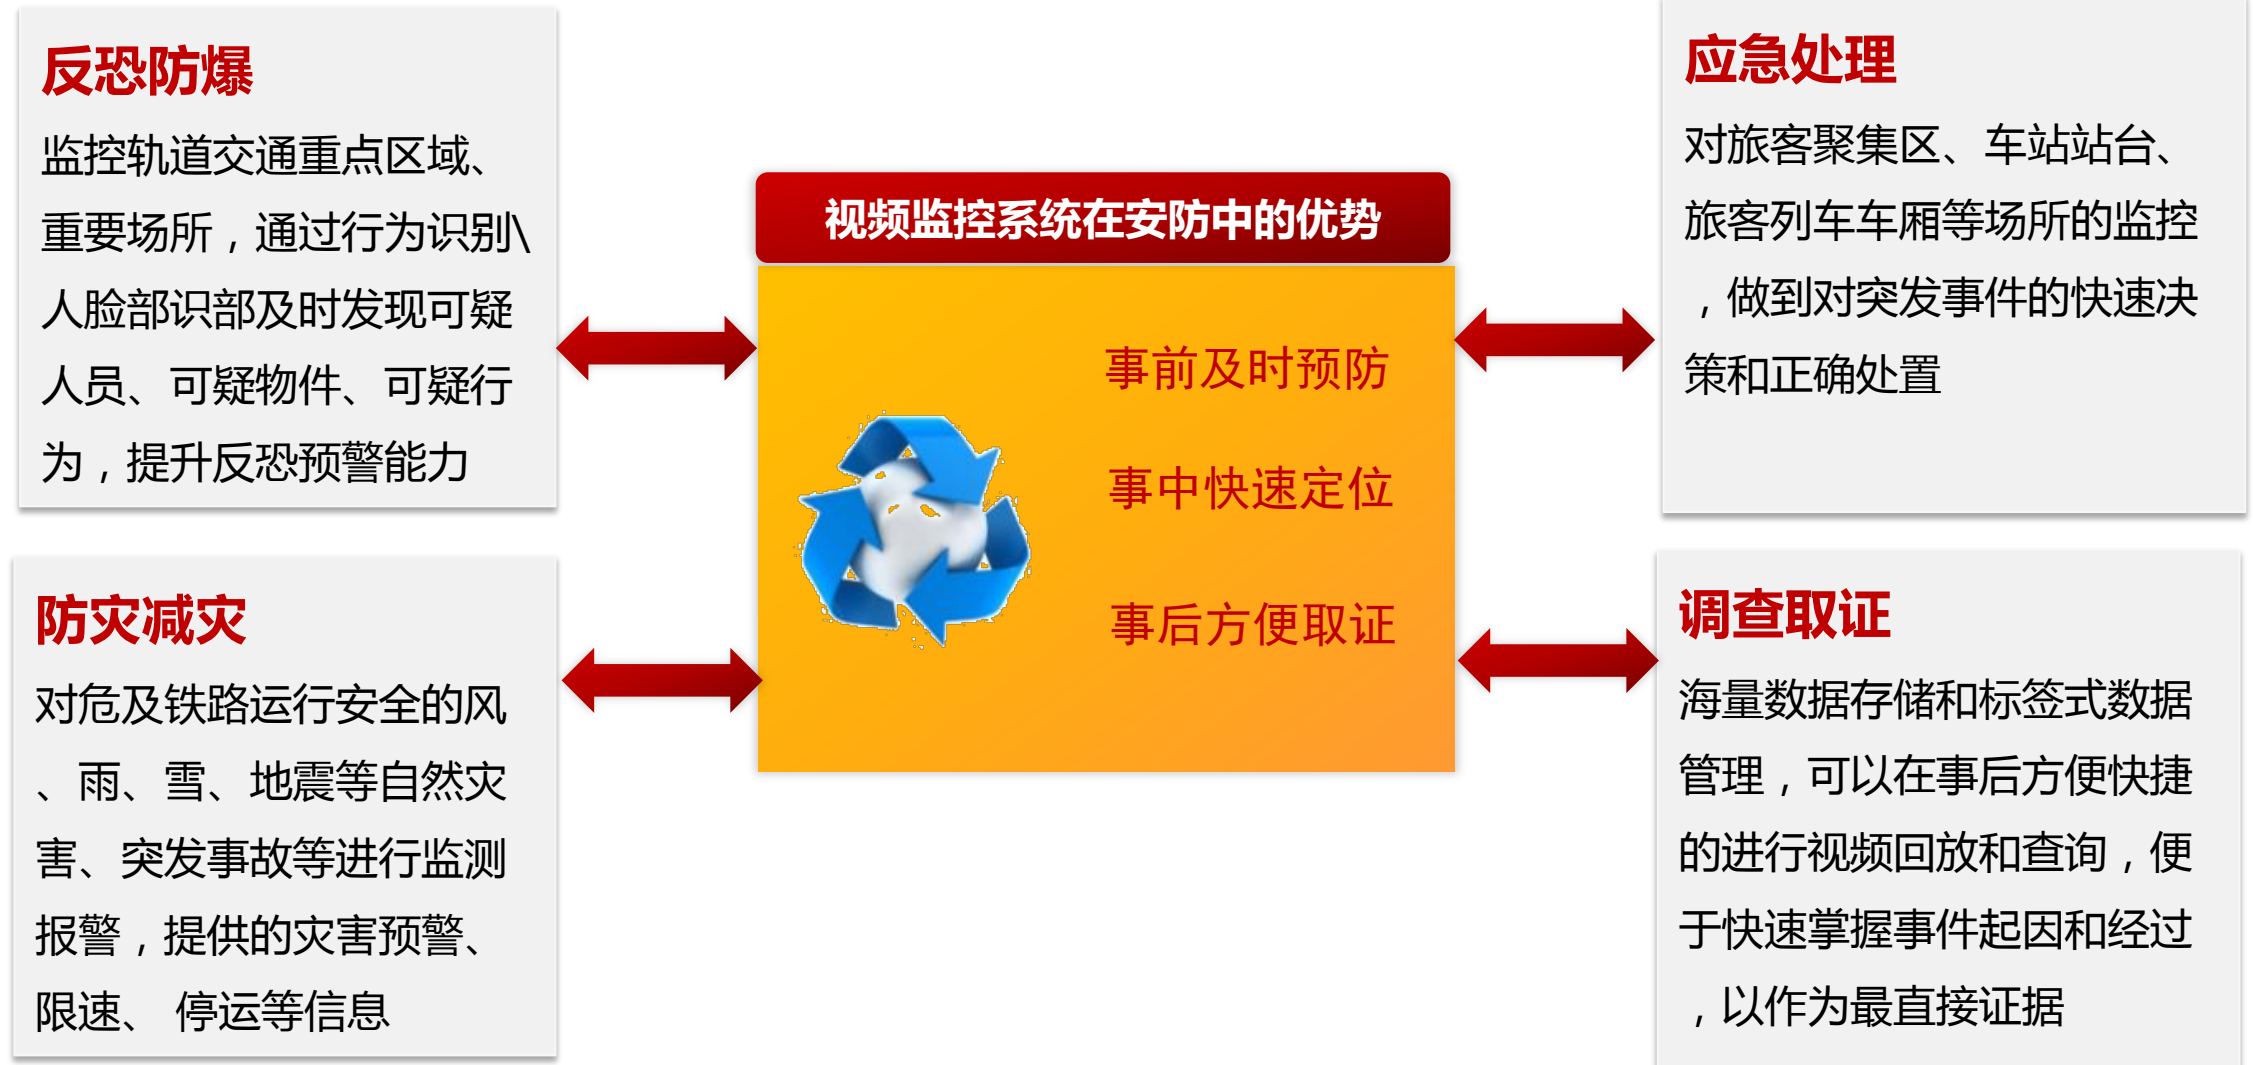 反恐防爆
监控轨道交通重点区域、
重要场所，通过行为识别\
人脸部识部及时发现可疑
人员、可疑物件、可疑行
为，提升反恐预警能力
防灾减灾
对危及铁路运行安全的风
、雨、雪、地震等自然灾
害、突发事故等进行监测
报警，提供的灾害预警、
限速、 停运等信息
视频监控系统在安防中的优势
事前及时预防
事中快速定位
事后方便取证
应急处理
对旅客聚集区、车站站台、
旅客列车车厢等场所的监控
，做到对突发事件的快速决
策和正确处置
调查取证
海量数据存储和标签式数据
管理，可以在事后方便快捷
的进行视频回放和查询，便
于快速掌握事件起因和经过
，以作为最直接证据